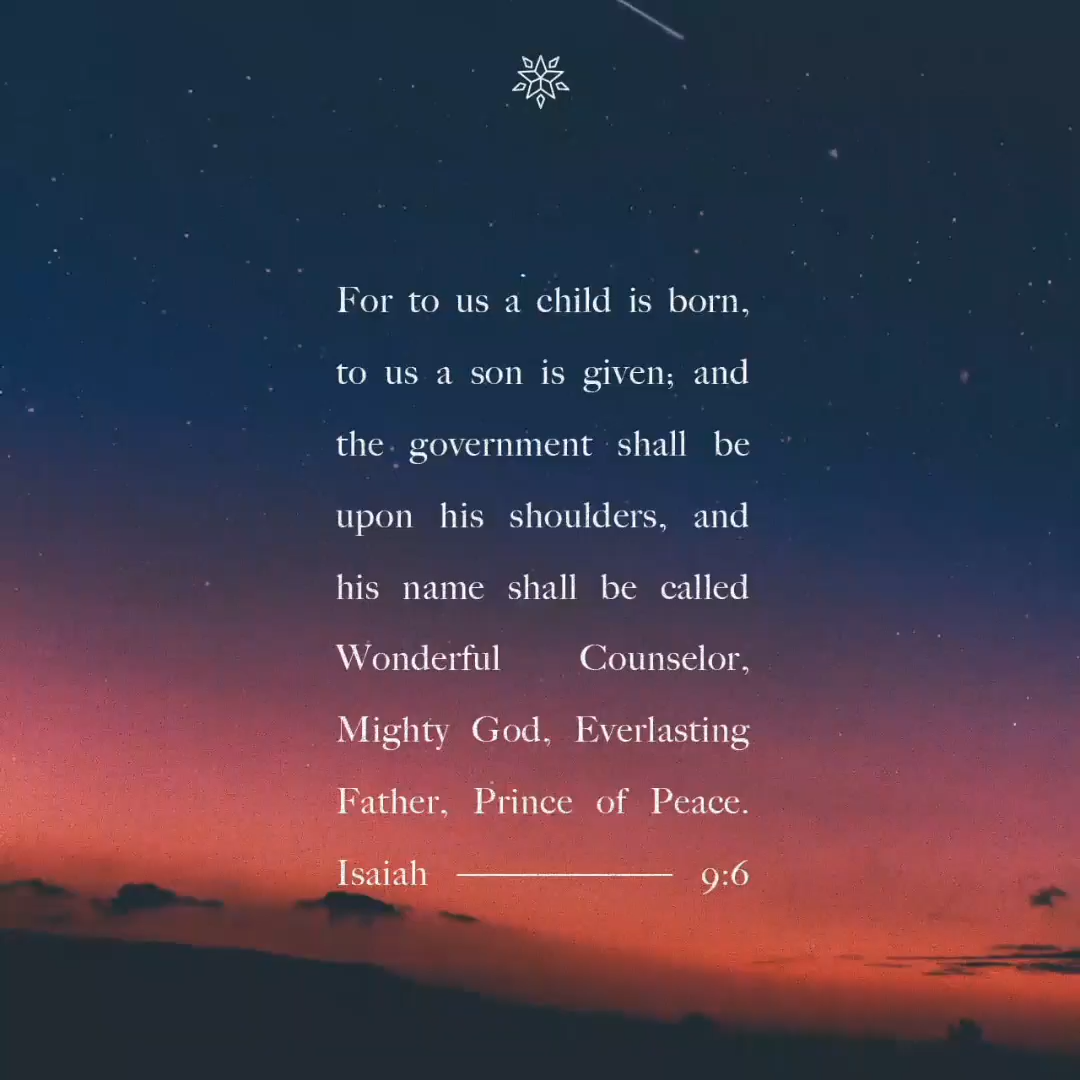 For to us a child is born,
to us a son is given; and
the government shall be
upon his shoulders, and
his name shall be called
Wonderful Counselor,
Mighty God, Everlasting
Father, Prince of Peace.
Isaiah ——— 9:6